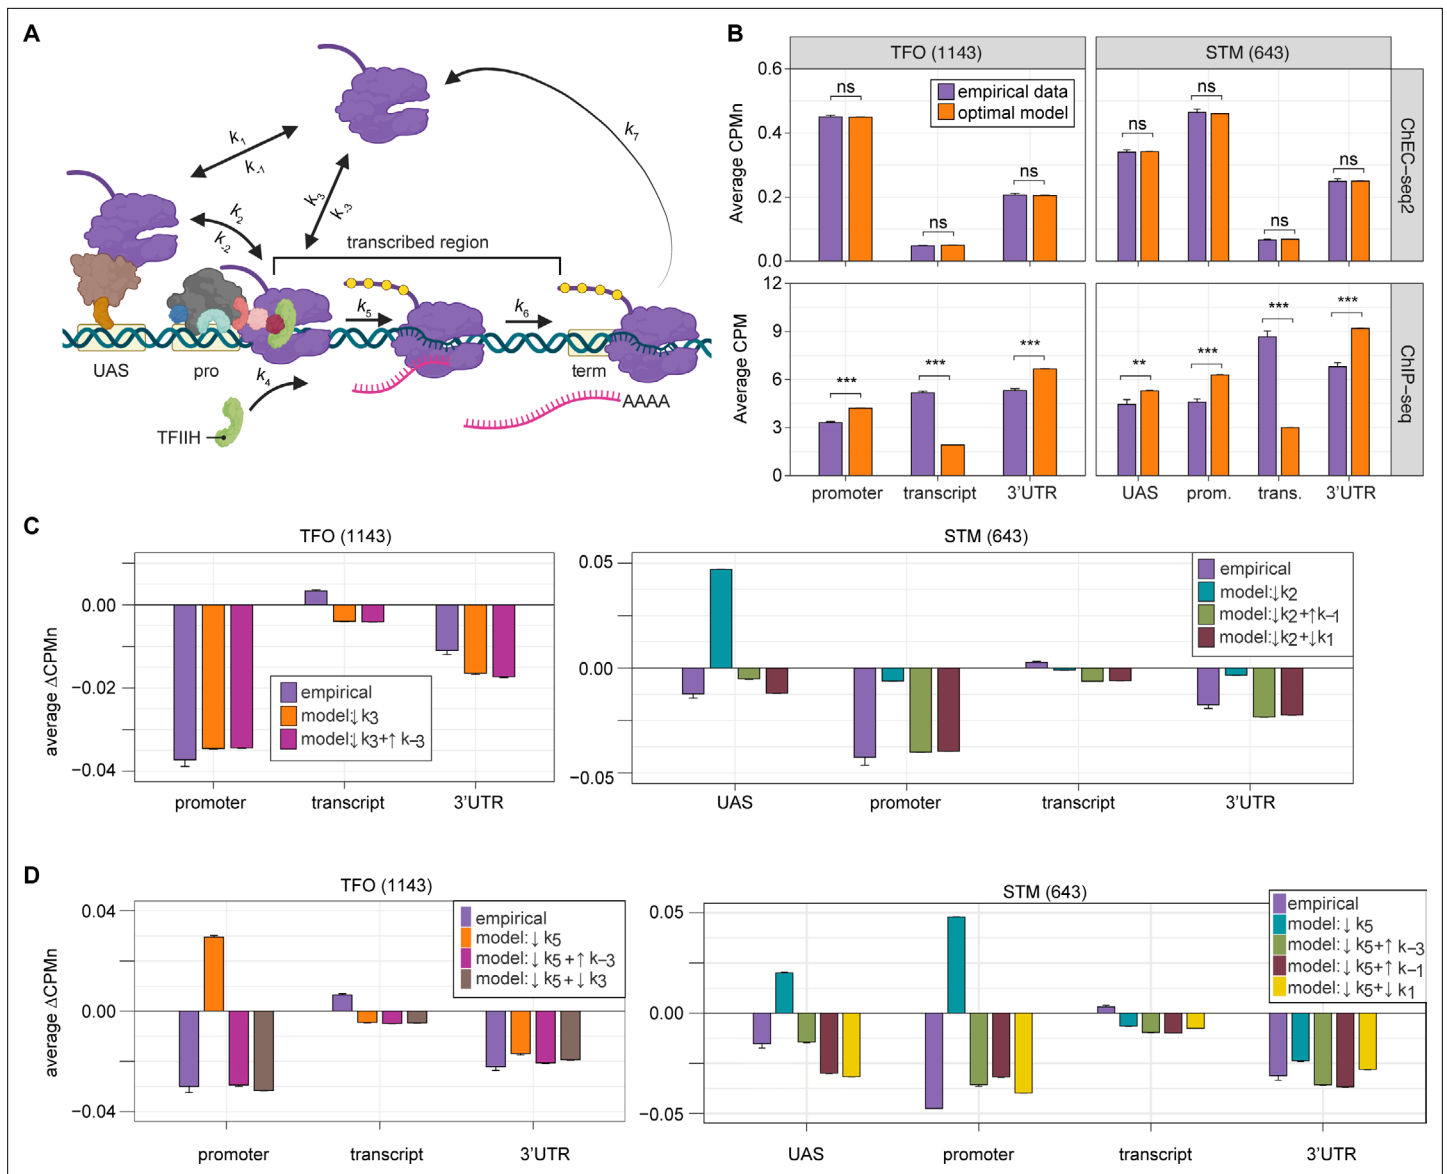 A
k1
k-1
k2
k-2
k3
k-3
k7
transcribed region
k5
k6
UAS
pro
term
k4
TFIIH
AAAA
B
TFO (1143)
STM (643)
empirical data
optimal model
Average CPMn
0.6
0.4
0.2
0.0
ns
ns
ns
ns
ns
ns
ns
ChEC–seq2
Average CPM
12
9
6
3
0
***
***
***
**
***
***
***
ChIP–seq
promoter
transcript
3'UTR
UAS
prom.
trans.
3'UTR
C
TFO (1143)
average ΔCPMn
0.00
−0.02
−0.04
empirical
model:↓k3
model:↓k3+↑k−3
promoter
transcript
3'UTR
STM (643)
0.05
0.00
−0.05
empirical
model:↓k2
model:↓k2+↑k−1
model:↓k2+↓k1
UAS
promoter
transcript
3'UTR
D
TFO (1143)
average ΔCPMn
0.04
0.00
−0.04
empirical
model:↓k5
model:↓k5+↑k−3
model:↓k5+↓k3
promoter
transcript
3'UTR
STM (643)
0.05
0.00
−0.05
empirical
model:↓k5
model:↓k5+↑k−3
model:↓k5+↑k−1
model:↓k5+↓k1
UAS
promoter
transcript
3'UTR